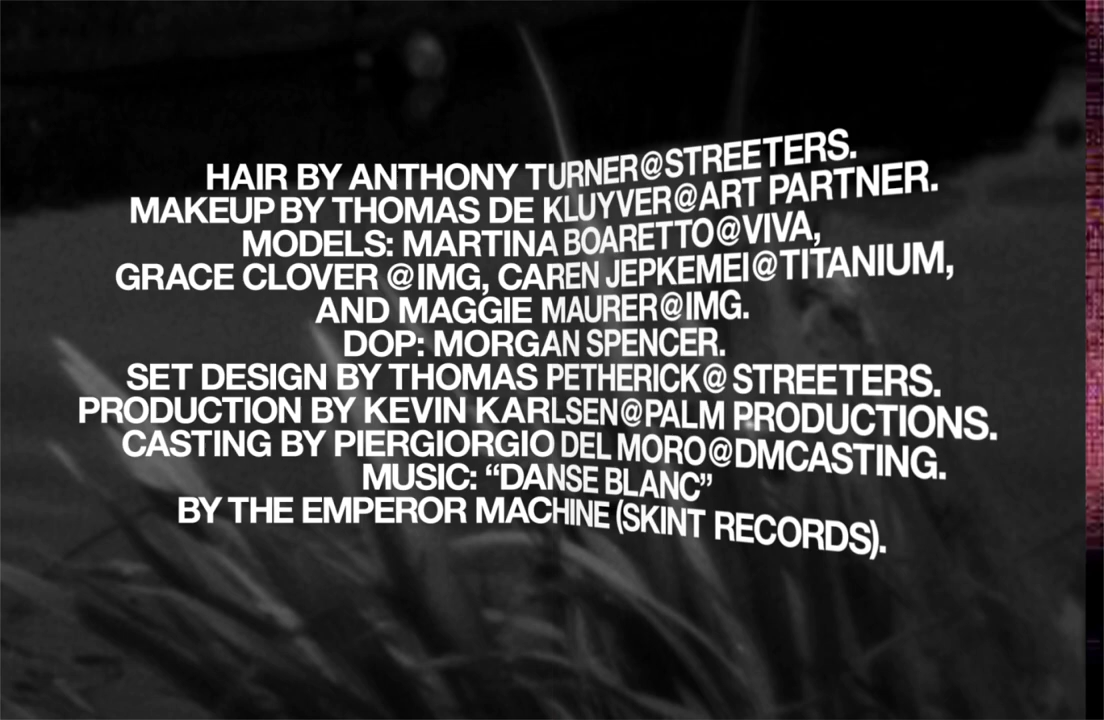 HAIR BY ANTHONY TURNER@STREETERS.
MAKEUP BY THOMAS DE KLUYVER@ART PARTNER.
MODELS: MARTINA BOARETTO@VIVA,
GRACE CLOVER @IMG, CAREN JEPKEMEI@TITANIUM,
AND MAGGIE MAURER@IMG.
DOP: MORGAN SPENCER.
SET DESIGN BY THOMAS PETHERICK@ STREETERS.
PRODUCTION BY KEVIN KARLSEN@PALM PRODUCTIONS.
CASTING BY PIERGIORGIO DEL MORO@DMCASTING.
MUSIC: “DANSE BLANC”
BY THE EMPEROR MACHINE (SKINT RECORDS).